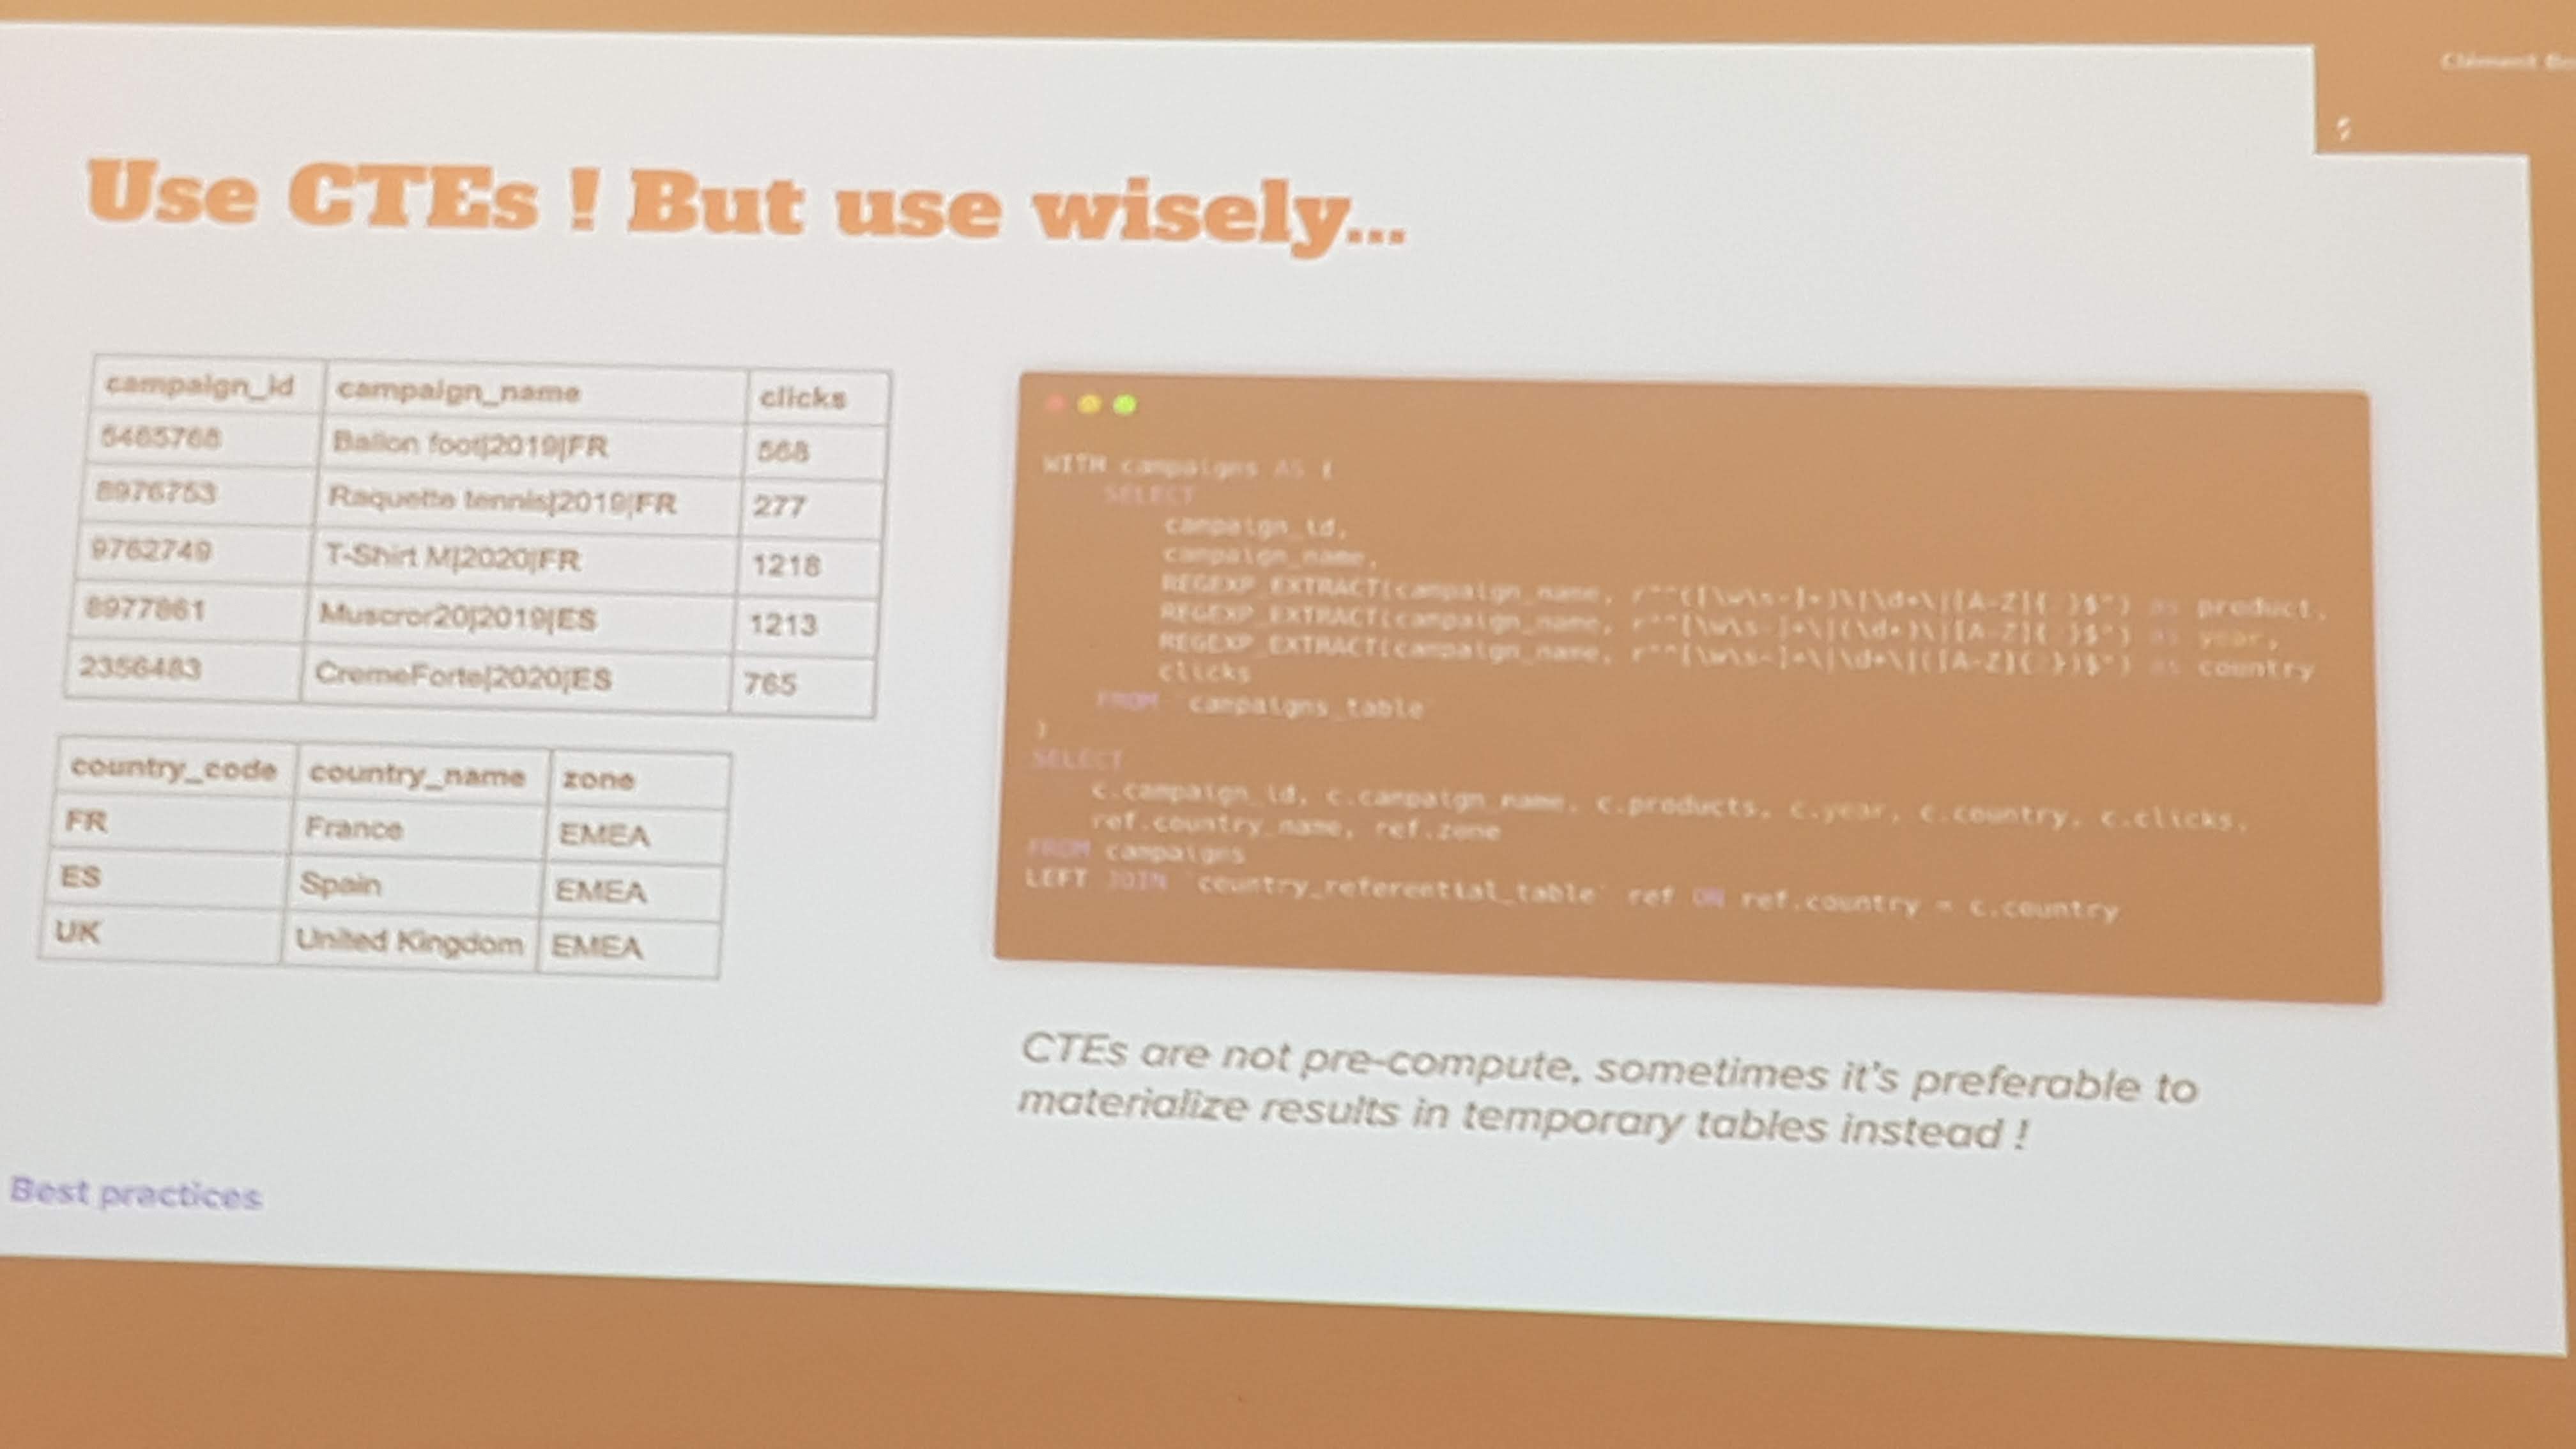 Clément
Use CTEs ! But use wisely...
campaign_id campaign_name clicks
5465768 Ballon foot|2019|FR 568
8976753 Raquette tennis|2019|FR 277
9762749 T-Shirt M|2020|FR 1218
8977861 Muscror20|2019|ES 1213
2356483 CremeForte|2020|ES 765
country_code country_name zone
FR France EMEA
ES Spain EMEA
UK United Kingdom EMEA
WITH campaigns AS (
SELECT
campaign_id,
campaign_name,
REGEXP_EXTRACT(campaign_name, as product,
REGEXP_EXTRACT(campaign_name, as year,
REGEXP_EXTRACT(campaign_name, as country
clicks
FROM `campaigns_table`
)
SELECT
c.campaign_id, c.campaign_name, c.products, c.year, c.country, c.clicks,
ref.country_name, ref.zone
FROM campaigns
LEFT JOIN `country_referential_table` ref ON ref.country = c.country
CTEs are not pre-compute, sometimes it's preferable to
materialize results in temporary tables instead !
Best practices